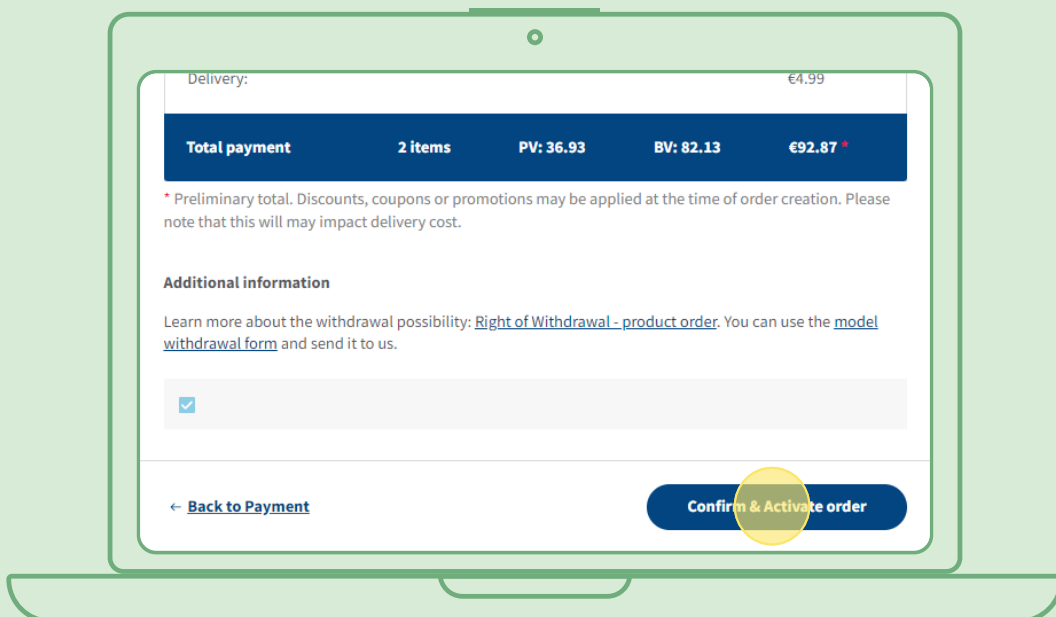 Delivery: €4.99
Total payment 2 items PV: 36.93 BV: 82.13 €92.87 *
* Preliminary total. Discounts, coupons or promotions may be applied at the time of order creation. Please
note that this will may impact delivery cost.
Additional information
Learn more about the withdrawal possibility: Right of Withdrawal - product order. You can use the model
withdrawal form and send it to us.
← Back to Payment Confirm & Activate order